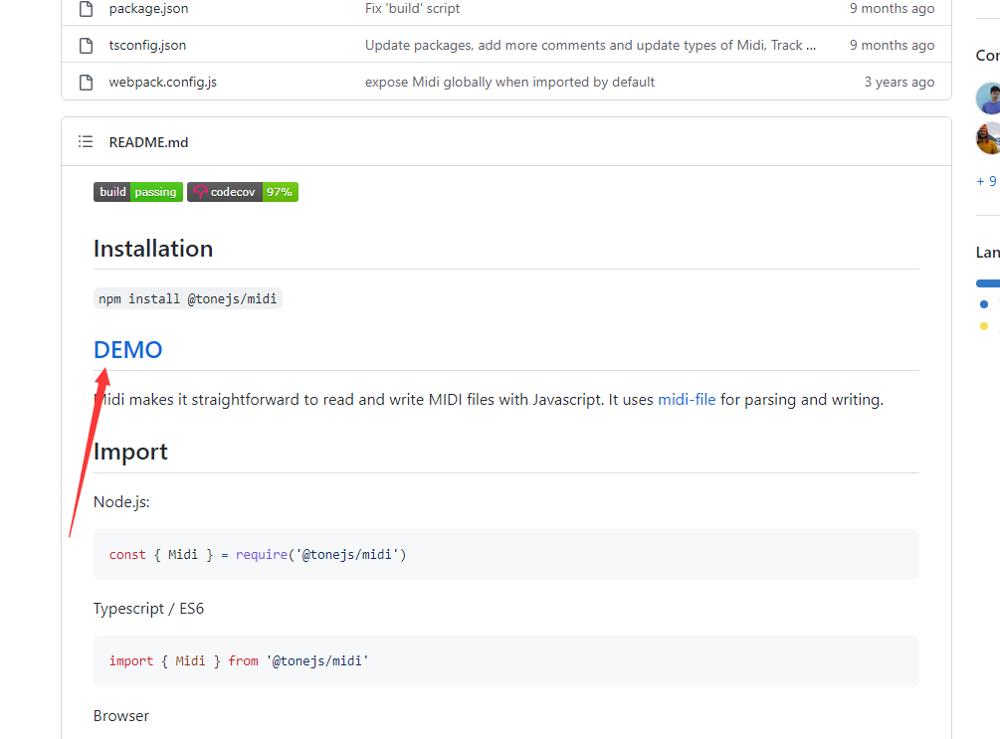 package.json Fix 'build' script 9 months ago
tsconfig.json Update packages, add more comments and update types of Midi, Track ... 9 months ago
webpack.config.js expose Midi globally when imported by default 3 years ago
README.md
build passing codecov 97%
Installation
npm install @tonejs/midi
DEMO
Midi makes it straightforward to read and write MIDI files with Javascript. It uses midi-file for parsing and writing.
Import
Node.js:
const { Midi } = require('@tonejs/midi')
Typescript / ES6
import { Midi } from '@tonejs/midi'
Browser
Con
+ 9
Lan